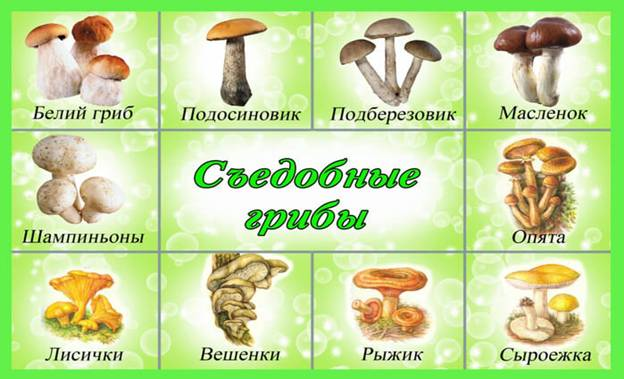 Белий гриб
Подосиновик
Подберезовик
Масленок
Шампиньоны
Съедобные
грибы
Опята
Лисички
Вешенки
Рыжик
Сыроежка